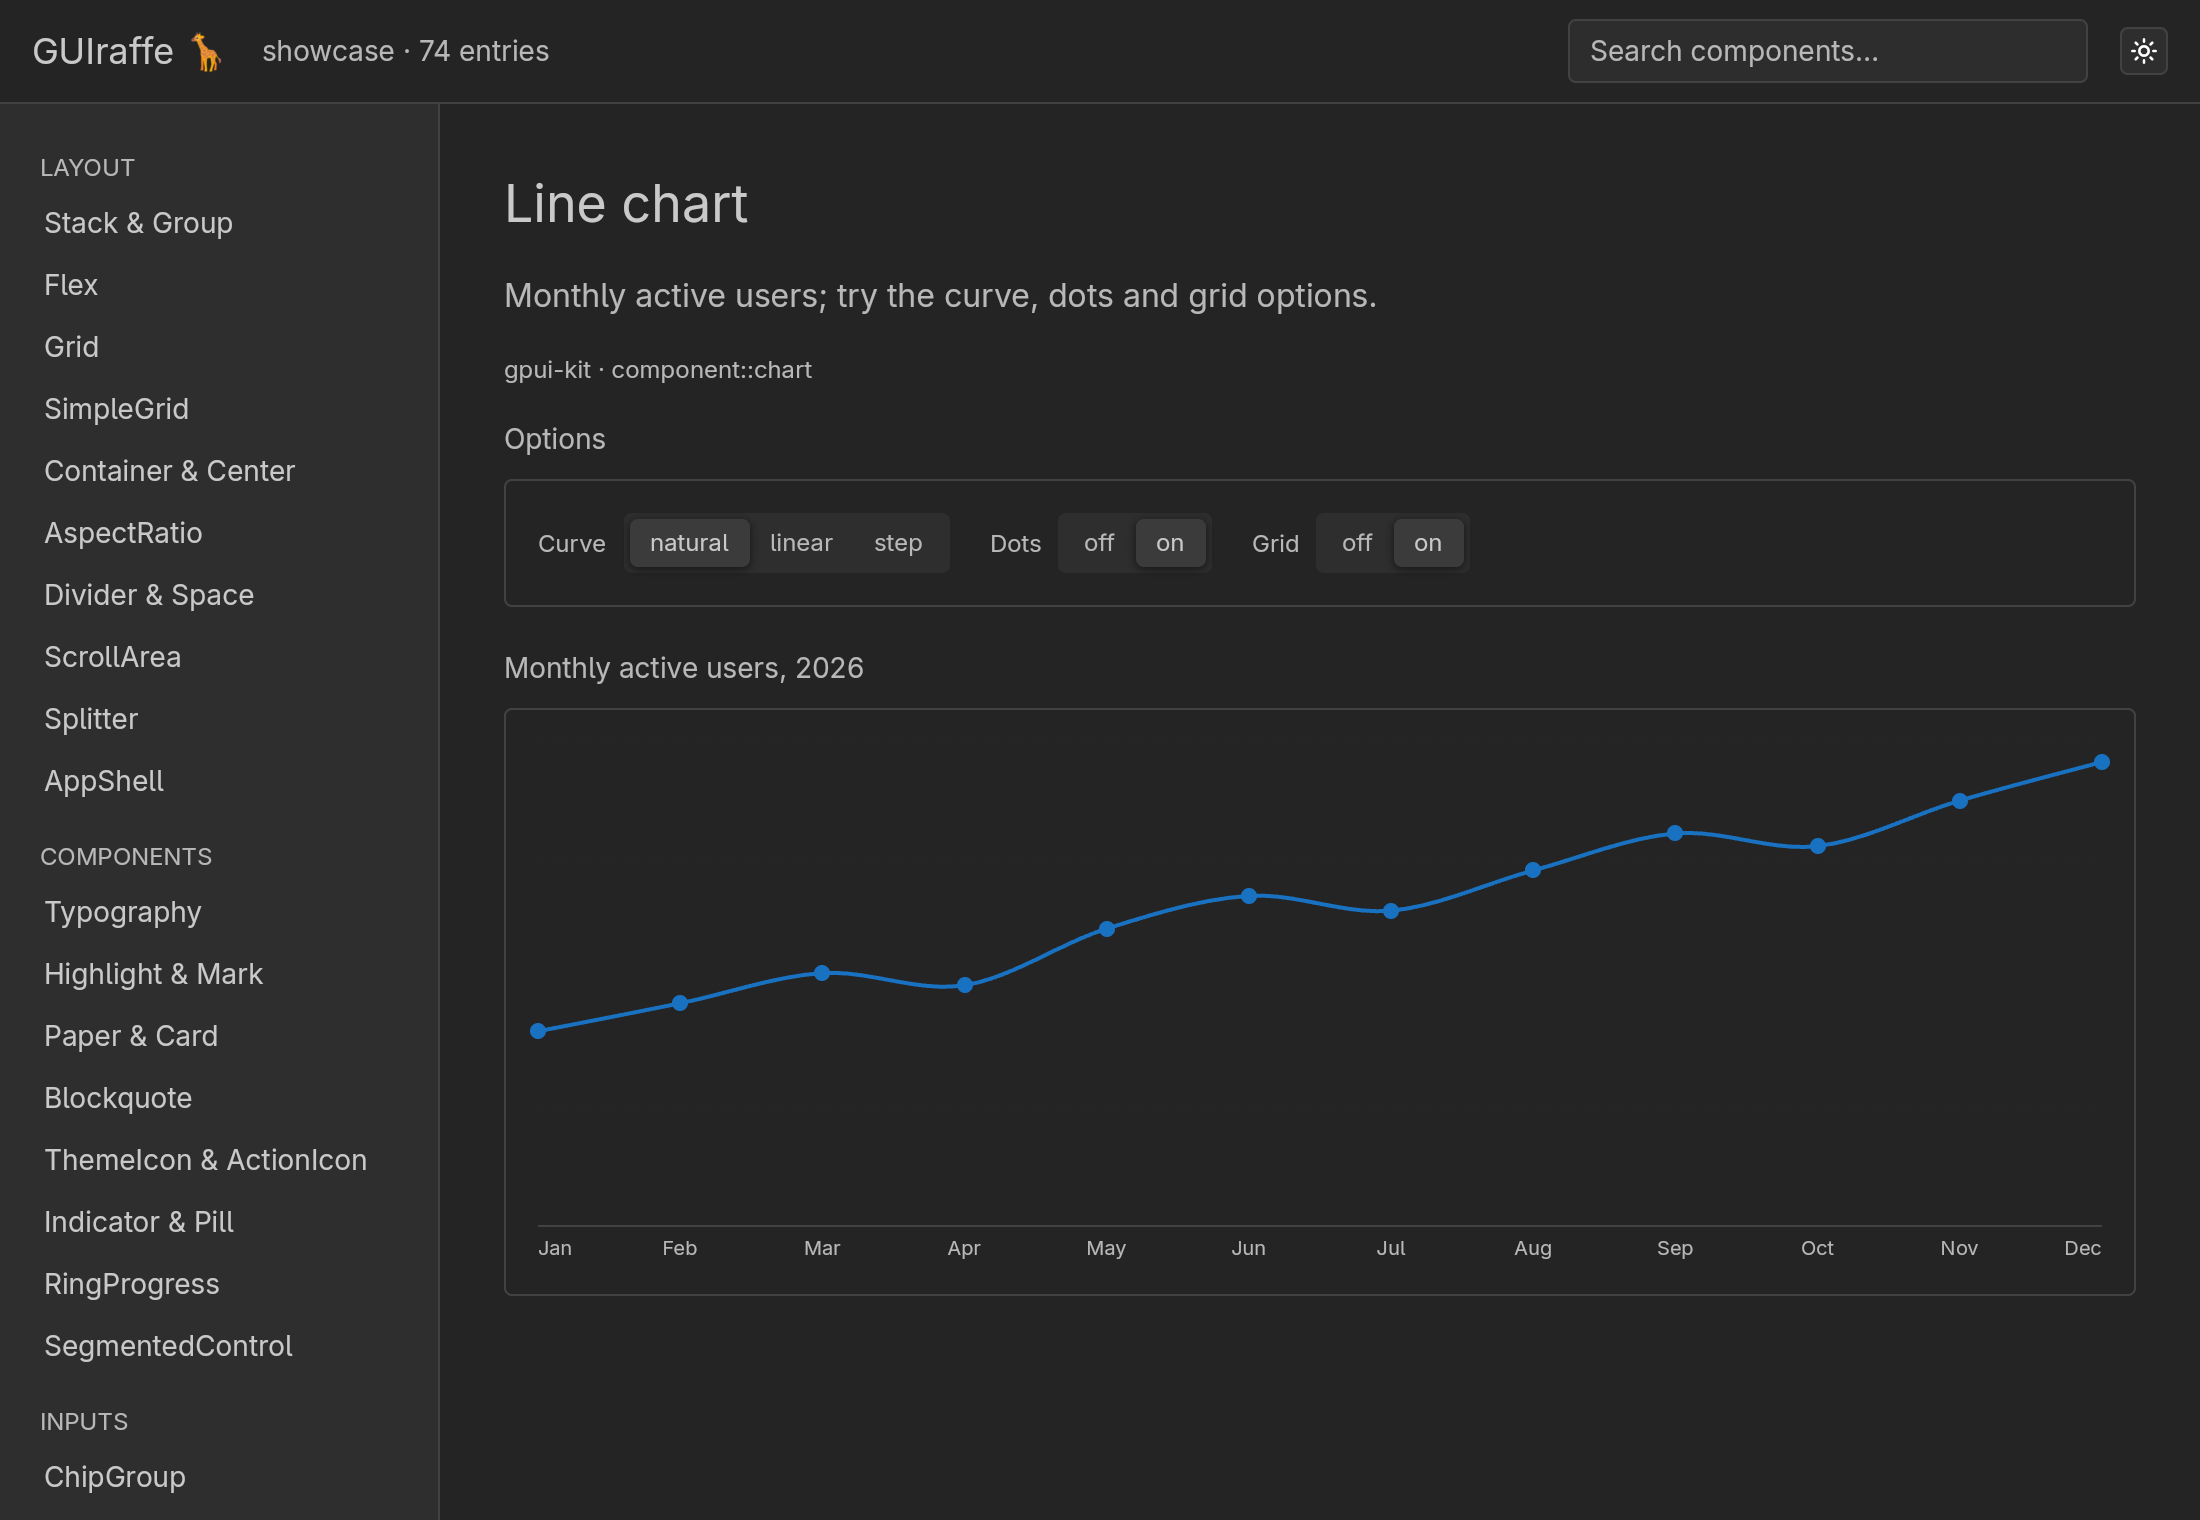 GUIraffe 🦒 showcase · 74 entries
Search components...
LAYOUT
Stack & Group
Flex
Grid
SimpleGrid
Container & Center
AspectRatio
Divider & Space
ScrollArea
Splitter
AppShell
COMPONENTS
Typography
Highlight & Mark
Paper & Card
Blockquote
ThemeIcon & ActionIcon
Indicator & Pill
RingProgress
SegmentedControl
INPUTS
ChipGroup
Line chart
Monthly active users; try the curve, dots and grid options.
gpui-kit · component::chart
Options
Curve natural linear step Dots off on Grid off on
Monthly active users, 2026
Jan Feb Mar Apr May Jun Jul Aug Sep Oct Nov Dec